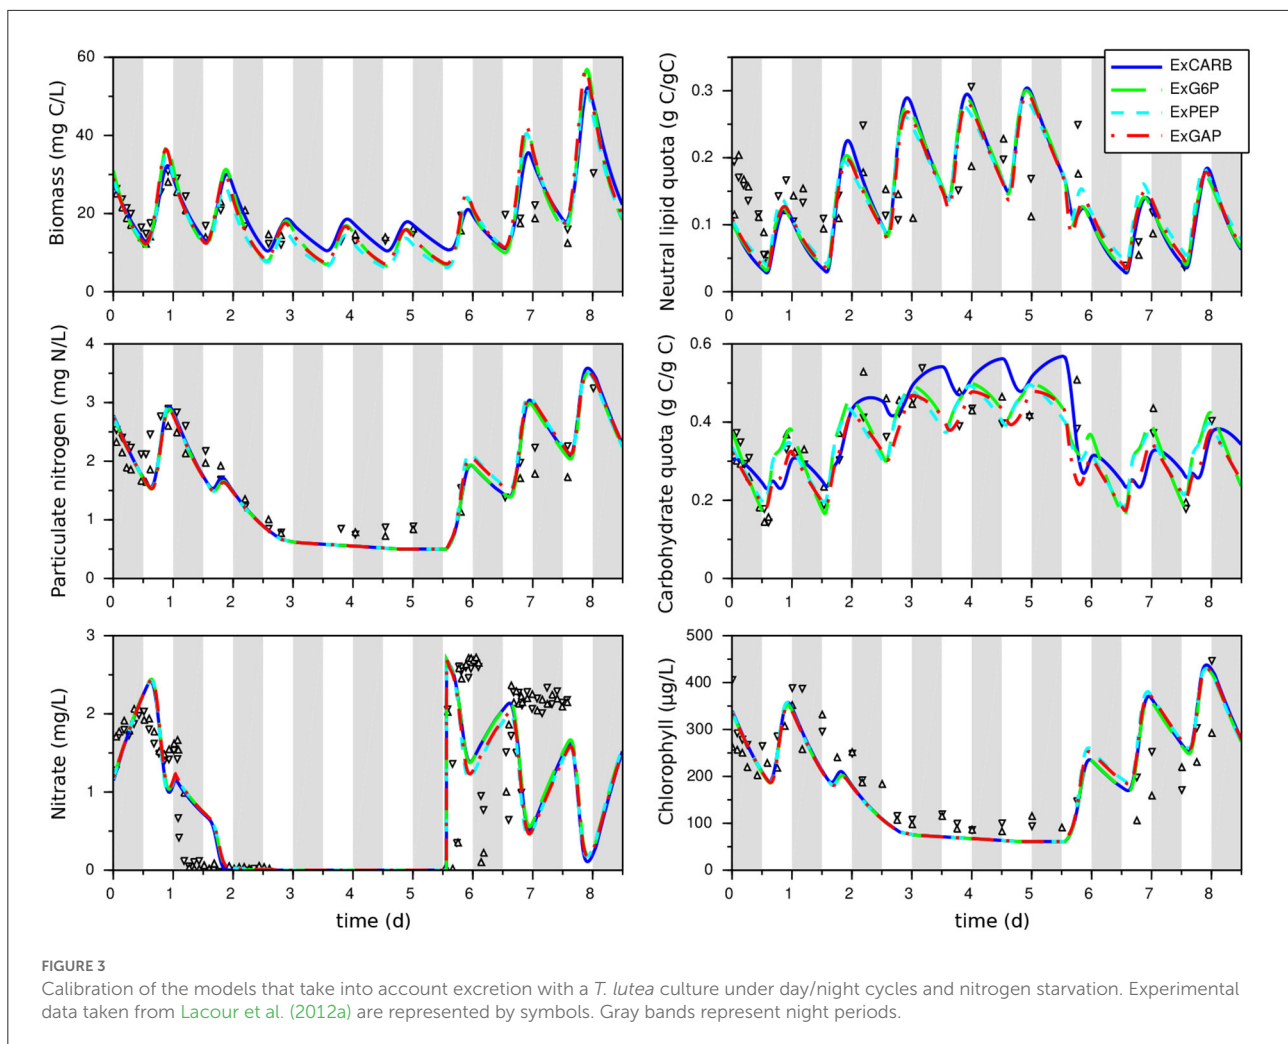 60
40
20
0
Biomass (mg C/L)
0 1 2 3 4 5 6 7 8
0.3
0.2
0.1
0
Neutral lipid quota (g C/gC)
0 1 2 3 4 5 6 7 8
ExCARB
ExG6P
ExPEP
ExGAP
4
3
2
1
0
Particulate nitrogen (mg N/L)
0 1 2 3 4 5 6 7 8
0.6
0.4
0.2
0
Carbohydrate quota (g C/g C)
0 1 2 3 4 5 6 7 8
3
2
1
0
Nitrate (mg/L)
0 1 2 3 4 5 6 7 8
time (d)
500
400
300
200
100
0
Chlorophyll (µg/L)
0 1 2 3 4 5 6 7 8
time (d)
FIGURE 3
Calibration of the models that take into account excretion with a T. lutea culture under day/night cycles and nitrogen starvation. Experimental
data taken from Lacour et al. (2012a) are represented by symbols. Gray bands represent night periods.